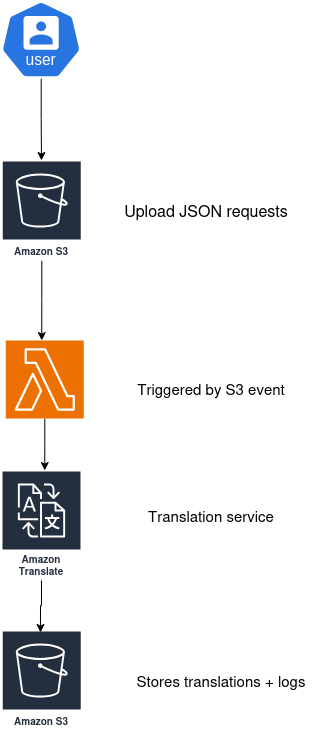 user
Upload JSON requests
Amazon S3
Triggered by S3 event
A
文
Translation service
Amazon
Translate
Stores translations + logs
Amazon S3